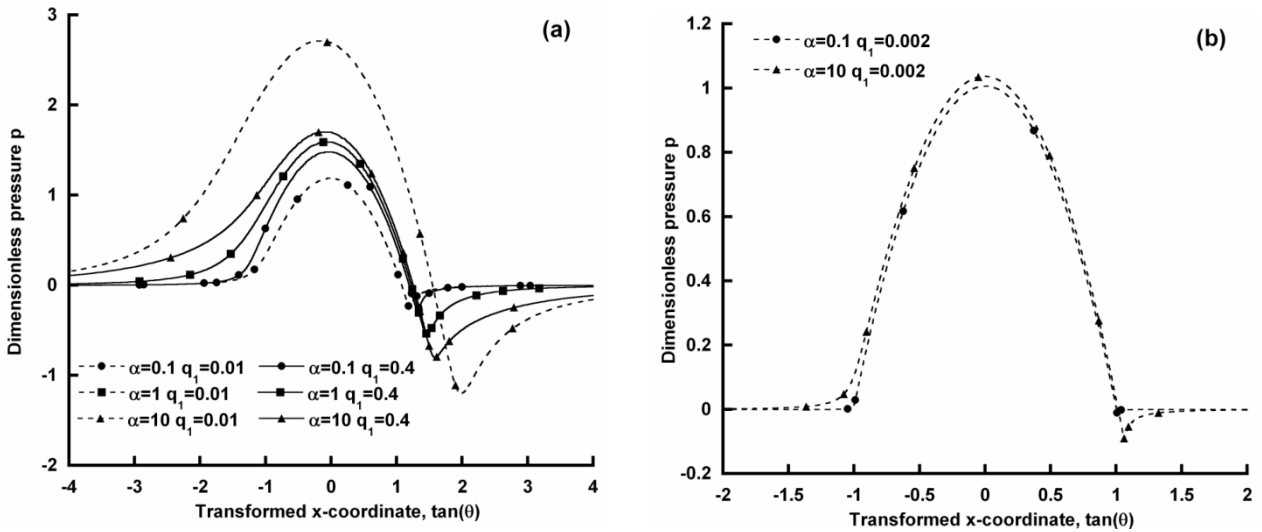 (a)
3
2
1
0
-1
-2
Dimensionless pressure p
α=0.1 q1=0.01
α=0.1 q1=0.4
α=1 q1=0.01
α=1 q1=0.4
α=10 q1=0.01
α=10 q1=0.4
-4 -3 -2 -1 0 1 2 3 4
Transformed x-coordinate, tan(θ)
(b)
1.2
1
0.8
0.6
0.4
0.2
0
-0.2
Dimensionless pressure p
α=0.1 q1=0.002
α=10 q1=0.002
-2 -1.5 -1 -0.5 0 0.5 1 1.5 2
Transformed x-coordinate, tan(θ)